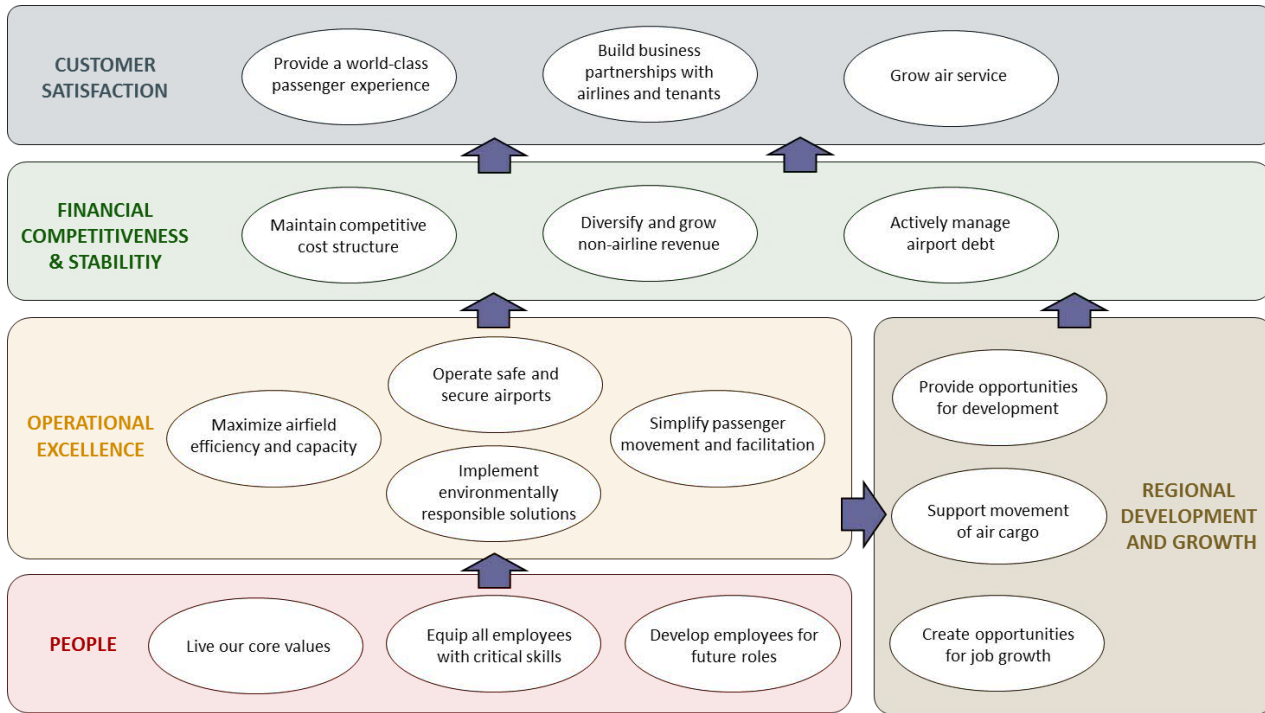 CUSTOMER
SATISFACTION
Provide a world-class
passenger experience
Build business
partnerships with
airlines and tenants
Grow air service
FINANCIAL
COMPETITIVENESS
& STABILITIY
Maintain competitive
cost structure
Diversify and grow
non-airline revenue
Actively manage
airport debt
OPERATIONAL
EXCELLENCE
Maximize airfield
efficiency and capacity
Operate safe and
secure airports
Implement
environmentally
responsible solutions
Simplify passenger
movement and facilitation
PEOPLE
Live our core values
Equip all employees
with critical skills
Develop employees for
future roles
Provide opportunities
for development
Support movement
of air cargo
Create opportunities
for job growth
REGIONAL
DEVELOPMENT
AND GROWTH